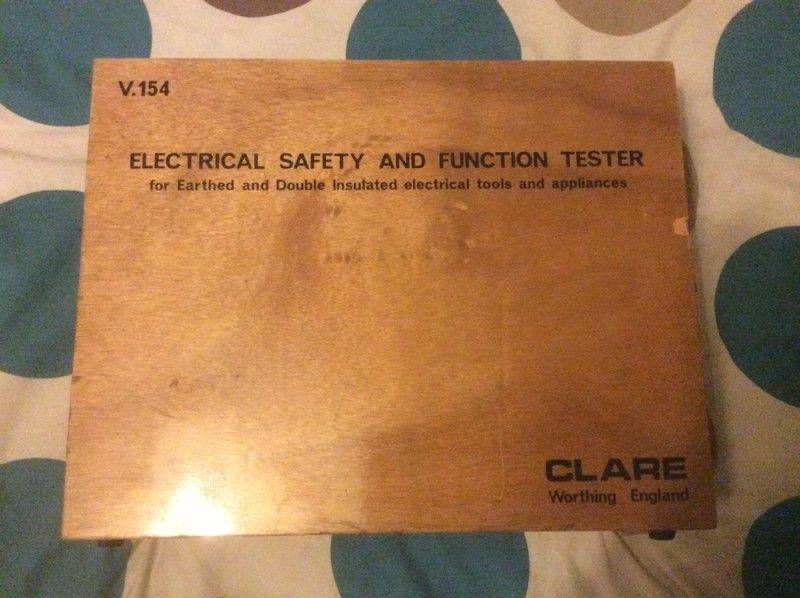 V.154
ELECTRICAL SAFETY AND FUNCTION TESTER
for Earthed and Double Insulated electrical tools and appliances
CLARE
Worthing England